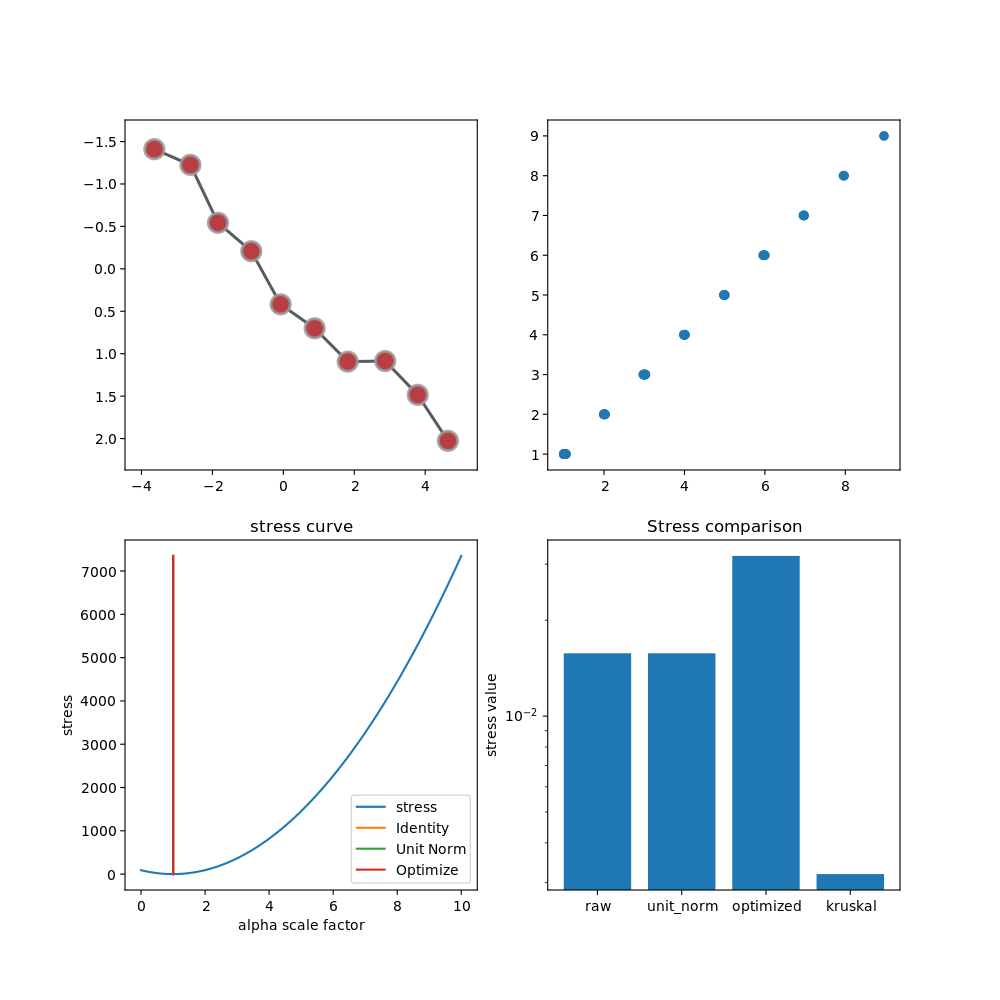 −1.5
−1.0
−0.5
0.0
0.5
1.0
1.5
2.0
−4 −2 0 2 4
9
8
7
6
5
4
3
2
1
2 4 6 8
stress curve
stress
7000
6000
5000
4000
3000
2000
1000
0
stress
Identity
Unit Norm
Optimize
0 2 4 6 8 10
alpha scale factor
Stress comparison
stress value
10−2
raw unit_norm optimized kruskal